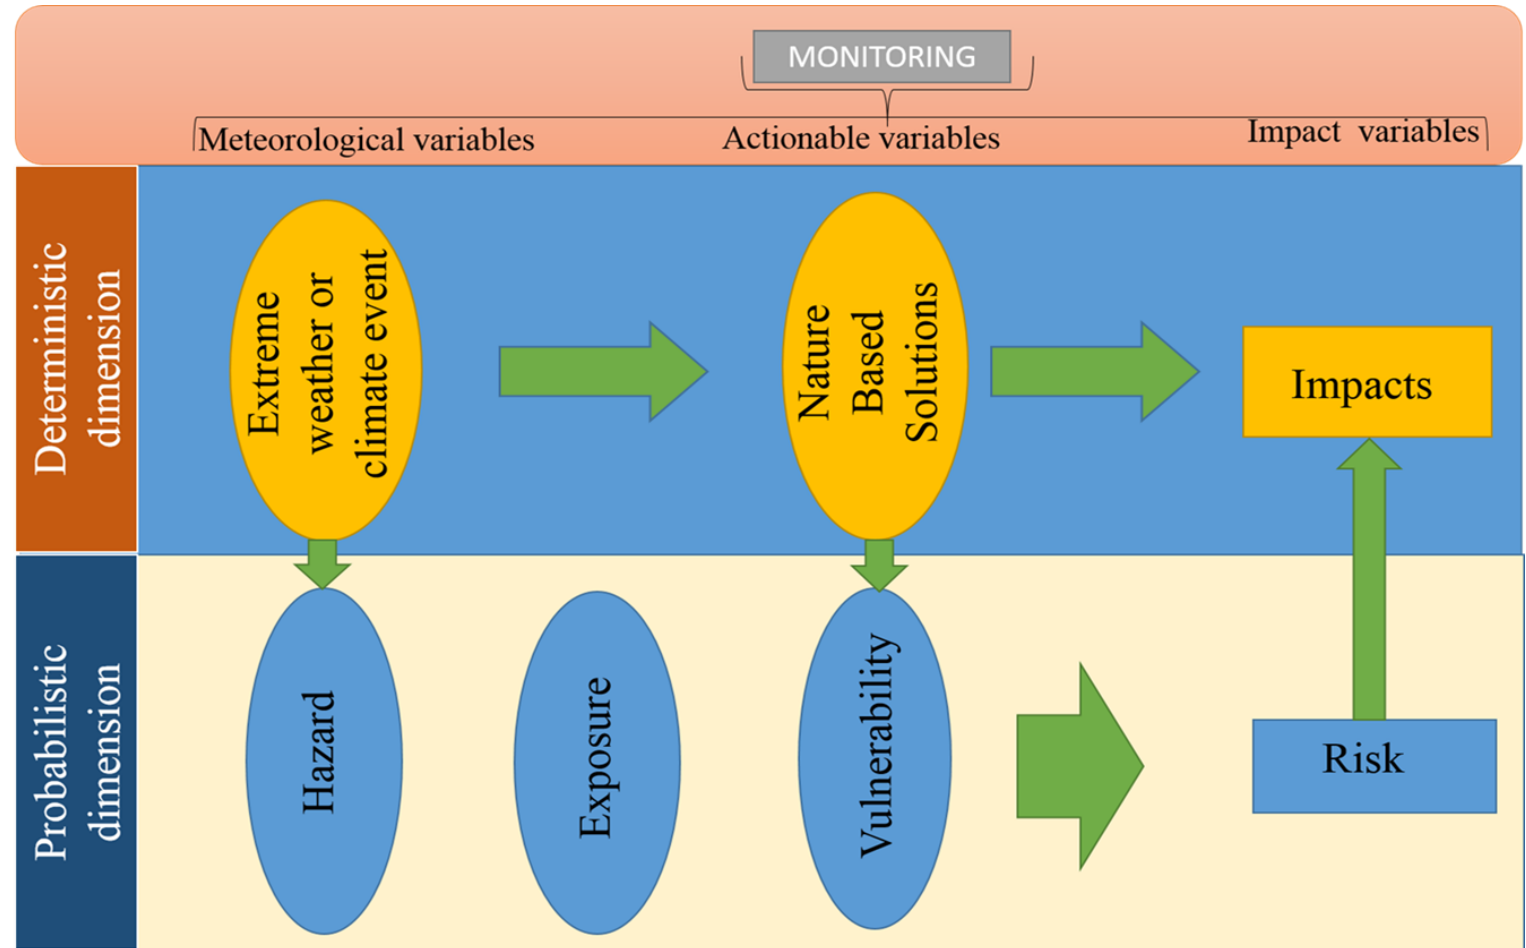 MONITORING
Meteorological variables
Actionable variables
Impact variables
Deterministic
dimension
Extreme
weather or
climate event
Nature
Based
Solutions
Impacts
Probabilistic
dimension
Hazard
Exposure
Vulnerability
Risk